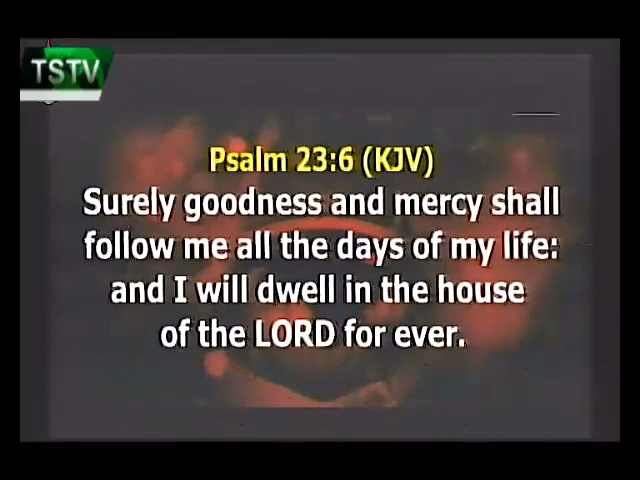 TSTV
Psalm 23:6 (KJV)
Surely goodness and mercy shall
follow me all the days of my life:
and I will dwell in the house
of the LORD for ever.